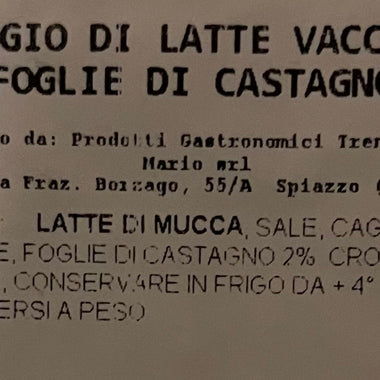 GIO DI LATTE VACC
FOGLIE DI CASTAGNO
o da: Prodotti Gastronomici Tren
Mario srl
a Fraz. Borzago, 55/A Spiazzo (
LATTE DI MUCCA, SALE, CAG
E, FOGLIE DI CASTAGNO 2% CRO
, CONSERVARE IN FRIGO DA + 4°
ERSI A PESO